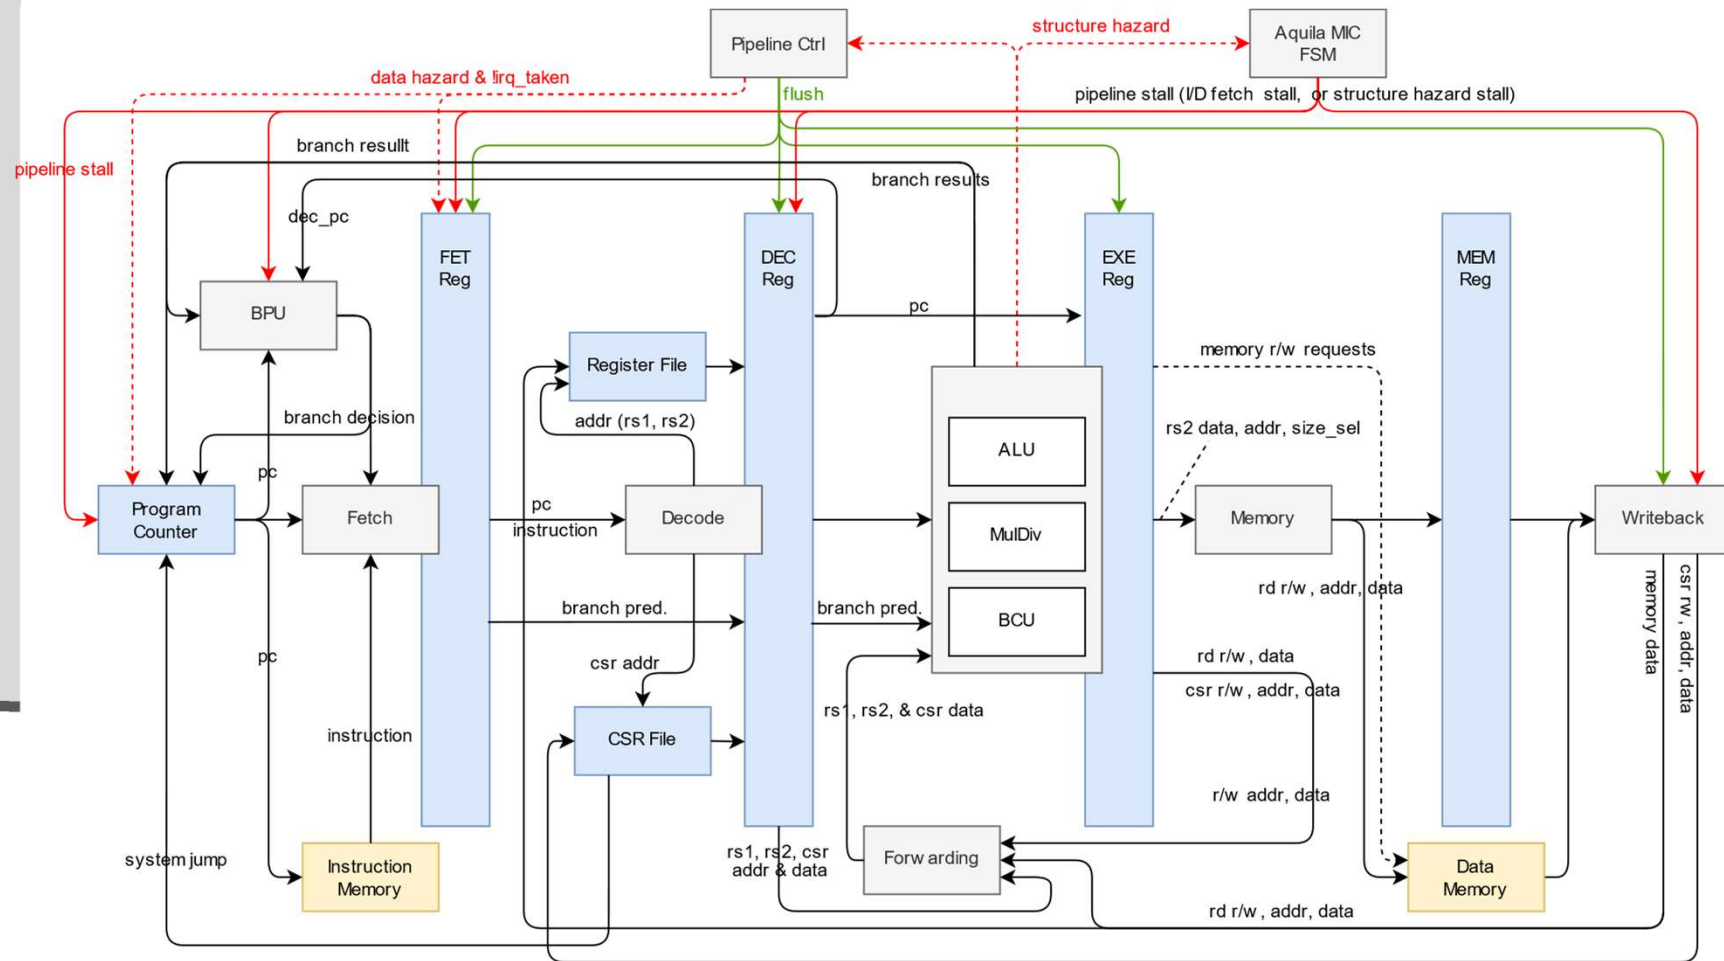 structure hazard
Pipeline Ctrl
Aquila MIC
FSM
data hazard & !irq_taken
flush
pipeline stall (I/D fetch stall, or structure hazard stall)
branch resullt
pipeline stall
branch results
dec_pc
FET
Reg
DEC
Reg
EXE
Reg
MEM
Reg
BPU
pc
memory r/w requests
Register File
branch decision
addr (rs1, rs2)
rs2 data, addr, size_sel
ALU
pc
Program
Counter
Fetch
pc
instruction
Decode
MulDiv
Memory
Writeback
rd r/w, addr, data
branch pred.
branch pred.
BCU
memory data
csr rw, addr, data
pc
csr addr
rd r/w, data
csr r/w, addr, data
rs1, rs2, & csr data
instruction
CSR File
r/w addr, data
system jump
Instruction
Memory
rs1, rs2, csr
addr & data
Forwarding
Data
Memory
rd r/w, addr, data